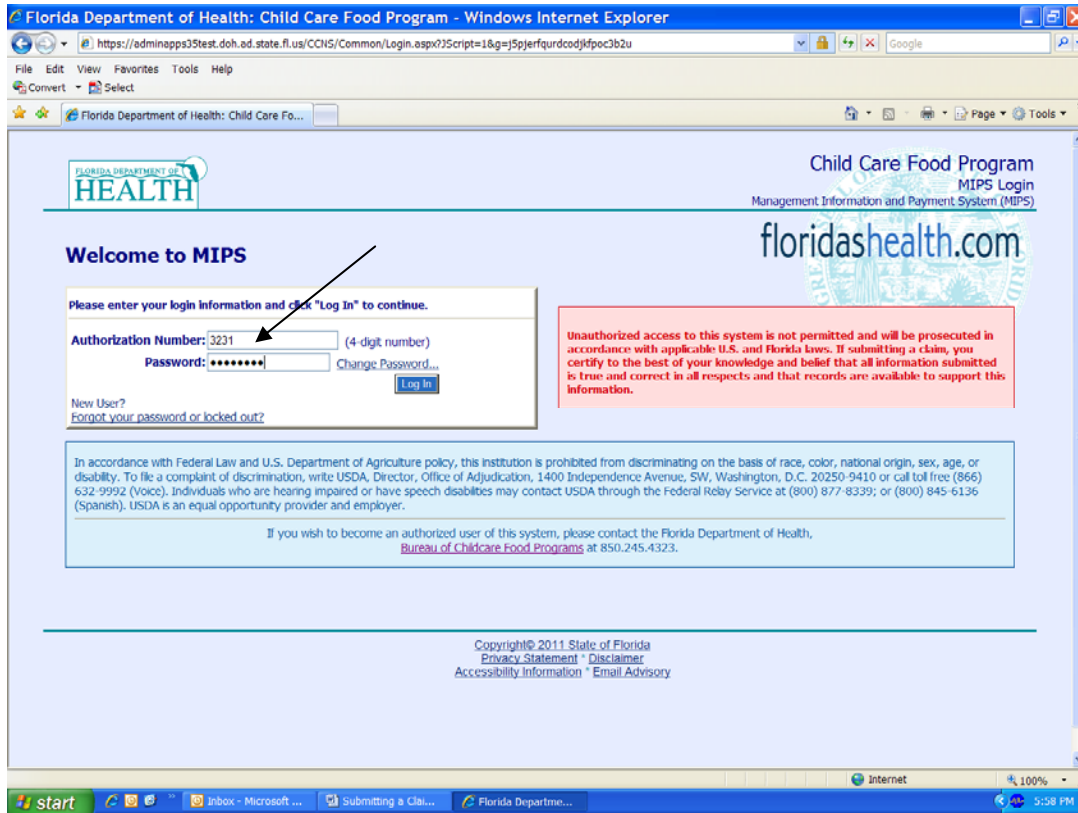 Florida Department of Health: Child Care Food Program - Windows Internet Explorer
https://adminapps35test.doh.ad.state.fl.us/CCNS/Common/Login.aspx?JScript=1&g=j5pjerfqurdcodjkfpoc3b2u
Google
File Edit View Favorites Tools Help
Convert Select
Florida Department of Health: Child Care Fo...
Page Tools
FLORIDA DEPARTMENT OF
HEALTH
Child Care Food Program
MIPS Login
Management Information and Payment System (MIPS)
floridashealth.com
Welcome to MIPS
Please enter your login information and click "Log In" to continue.
Authorization Number: 3231 (4-digit number)
Password: •••••••• Change Password...
Log In
New User?
Forgot your password or locked out?
Unauthorized access to this system is not permitted and will be prosecuted in
accordance with applicable U.S. and Florida laws. If submitting a claim, you
certify to the best of your knowledge and belief that all information submitted
is true and correct in all respects and that records are available to support this
information.
In accordance with Federal Law and U.S. Department of Agriculture policy, this institution is prohibited from discriminating on the basis of race, color, national origin, sex, age, or
disability. To file a complaint of discrimination, write USDA, Director, Office of Adjudication, 1400 Independence Avenue, SW, Washington, D.C. 20250-9410 or call toll free (866)
632-9992 (Voice). Individuals who are hearing impaired or have speech disabilities may contact USDA through the Federal Relay Service at (800) 877-8339; or (800) 845-6136
(Spanish). USDA is an equal opportunity provider and employer.
If you wish to become an authorized user of this system, please contact the Florida Department of Health,
Bureau of Childcare Food Programs at 850.245.4323.
Copyright© 2011 State of Florida
Privacy Statement * Disclaimer
Accessibility Information * Email Advisory
Internet 100%
start Inbox - Microsoft ... Submitting a Clai... Florida Departme... 5:58 PM